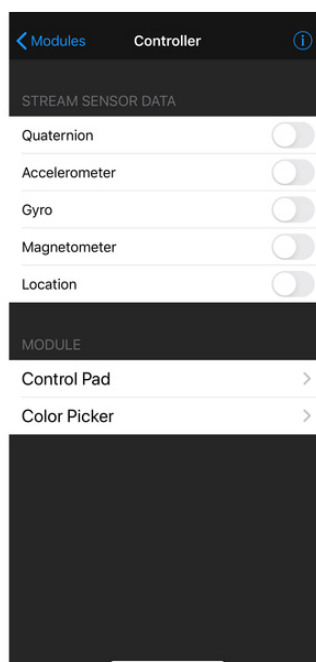 Modules
Controller
STREAM SENSOR DATA
Quaternion
Accelerometer
Gyro
Magnetometer
Location
MODULE
Control Pad
Color Picker